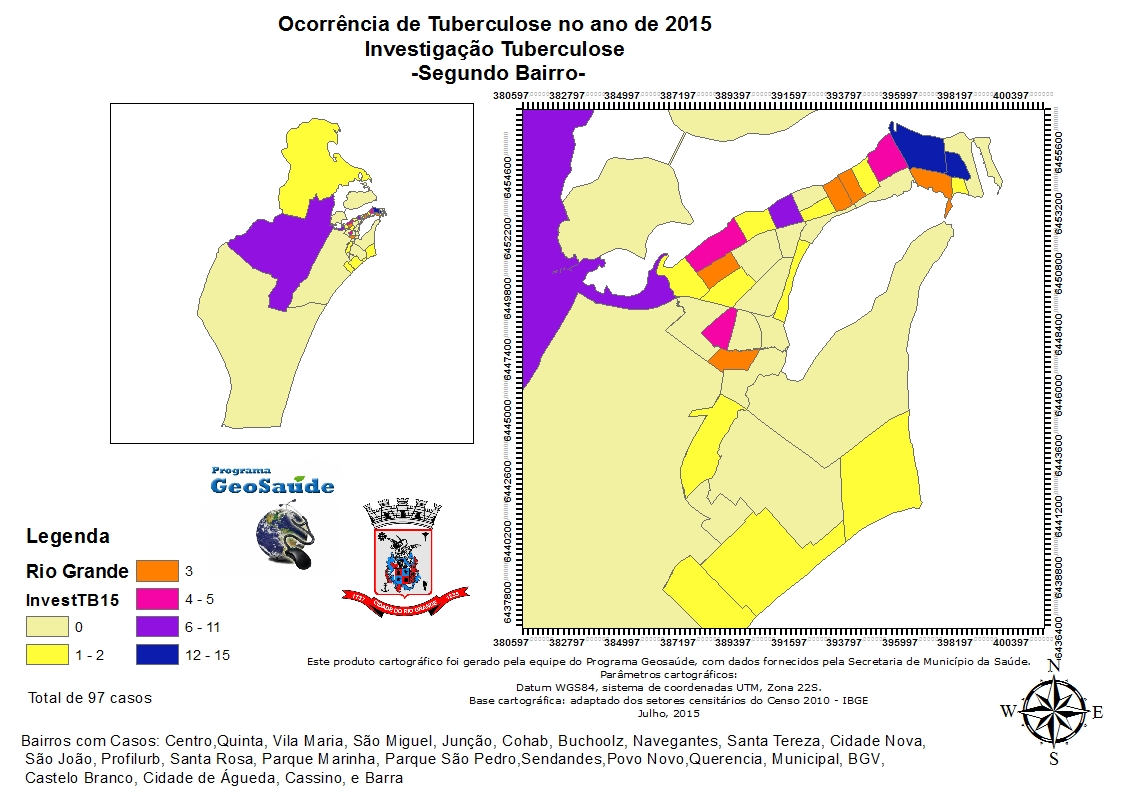 Ocorrência de Tuberculose no ano de 2015
Investigação Tuberculose
-Segundo Bairro-
380597 382797 384997 387197 389397 391597 393797 395997 398197 400397
6454600
6452200
6449800
6447400
6445000
6442600
6440200
6437800
6455600
6453200
6450800
6448400
6446000
6443600
6441200
6438800
6436400
380597 382797 384997 387197 389397 391597 393797 395997 398197 400397
Programa
GeoSaúde
1737 CIDADE DO RIO GRANDE 1835
Legenda
Rio Grande
InvestTB15
0
1 - 2
3
4 - 5
6 - 11
12 - 15
Total de 97 casos
Este produto cartográfico foi gerado pela equipe do Programa Geosaúde, com dados fornecidos pela Secretaria de Município da Saúde.
Parâmetros cartográficos:
Datum WGS84, sistema de coordenadas UTM, Zona 22S.
Base cartográfica: adaptado dos setores censitários do Censo 2010 - IBGE
Julho, 2015
N
W E
S
Bairros com Casos: Centro,Quinta, Vila Maria, São Miguel, Junção, Cohab, Buchoolz, Navegantes, Santa Tereza, Cidade Nova,
São João, Profilurb, Santa Rosa, Parque Marinha, Parque São Pedro,Sendandes,Povo Novo,Querencia, Municipal, BGV,
Castelo Branco, Cidade de Águeda, Cassino, e Barra